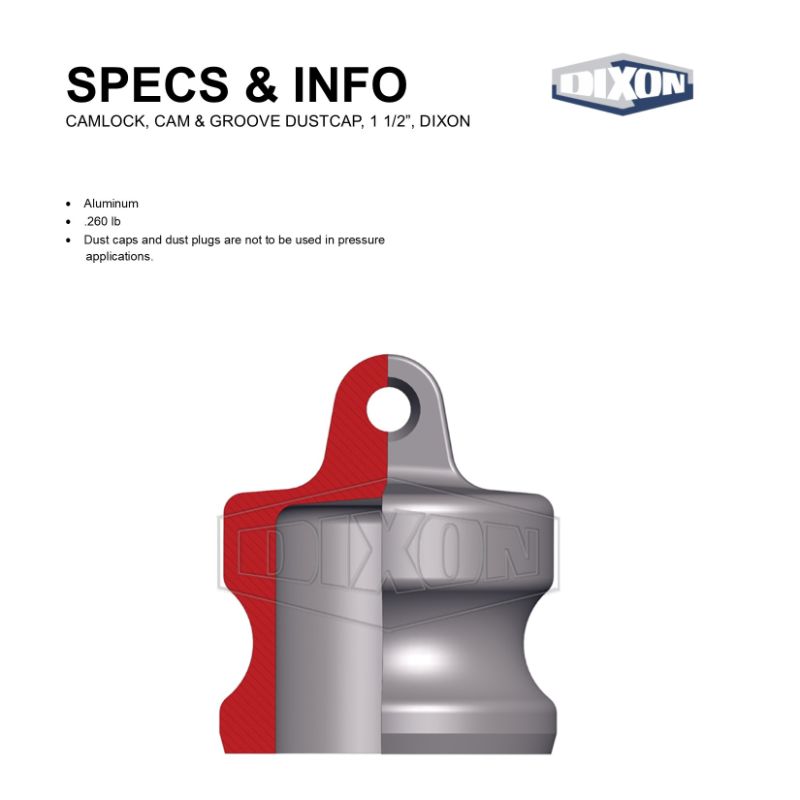 SPECS & INFO
DIXON
CAMLOCK, CAM & GROOVE DUSTCAP, 1 1/2", DIXON
• Aluminum
• .260 lb
• Dust caps and dust plugs are not to be used in pressure
applications.
DIXON